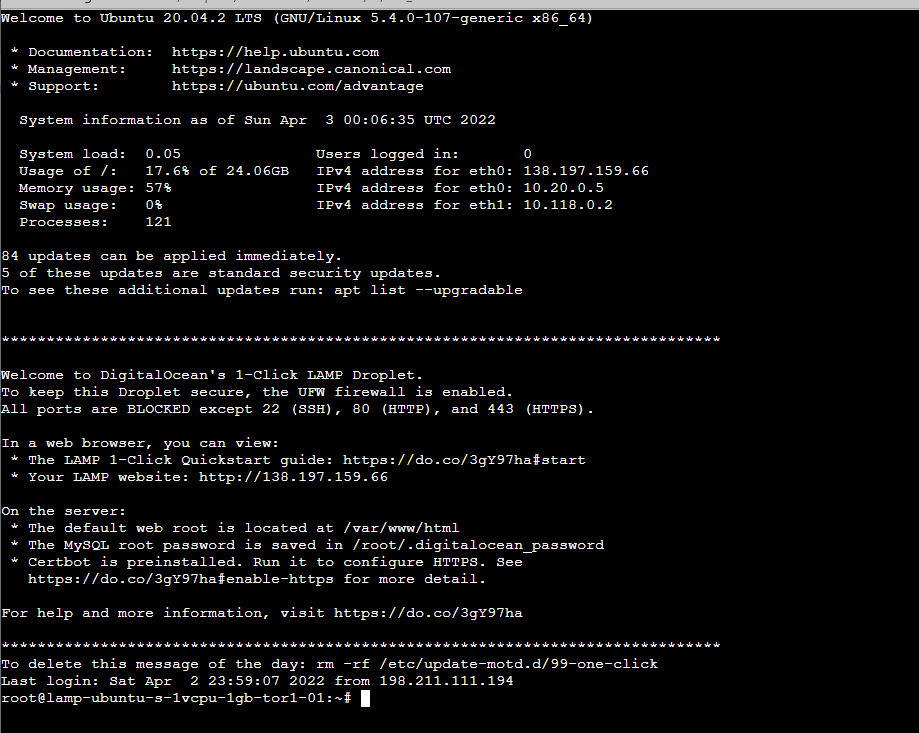 Welcome to Ubuntu 20.04.2 LTS (GNU/Linux 5.4.0-107-generic x86_64)

 * Documentation:  https://help.ubuntu.com
 * Management:     https://landscape.canonical.com
 * Support:        https://ubuntu.com/advantage

  System information as of Sun Apr  3 00:06:35 UTC 2022

  System load:  0.05               Users logged in:       0
  Usage of /:   17.6% of 24.06GB   IPv4 address for eth0: 138.197.159.66
  Memory usage: 57%                IPv4 address for eth0: 10.20.0.5
  Swap usage:   0%                 IPv4 address for eth1: 10.118.0.2
  Processes:    121

84 updates can be applied immediately.
5 of these updates are standard security updates.
To see these additional updates run: apt list --upgradable


********************************************************************************

Welcome to DigitalOcean's 1-Click LAMP Droplet.
To keep this Droplet secure, the UFW firewall is enabled.
All ports are BLOCKED except 22 (SSH), 80 (HTTP), and 443 (HTTPS).

In a web browser, you can view:
 * The LAMP 1-Click Quickstart guide: https://do.co/3gY97ha#start
 * Your LAMP website: http://138.197.159.66

On the server:
 * The default web root is located at /var/www/html
 * The MySQL root password is saved in /root/.digitalocean_password
 * Certbot is preinstalled. Run it to configure HTTPS. See
   https://do.co/3gY97ha#enable-https for more detail.

For help and more information, visit https://do.co/3gY97ha

********************************************************************************
To delete this message of the day: rm -rf /etc/update-motd.d/99-one-click
Last login: Sat Apr  2 23:59:07 2022 from 198.211.111.194
root@lamp-ubuntu-s-1vcpu-1gb-tor1-01:~#